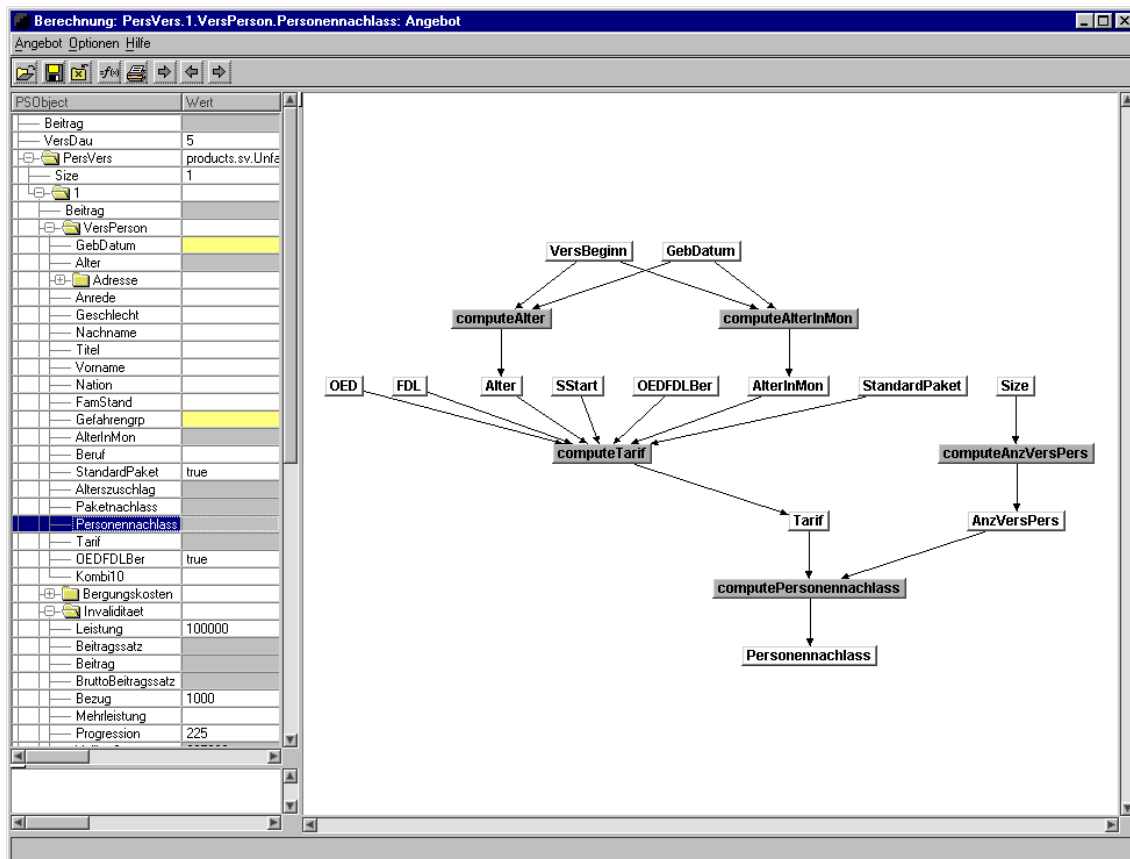 Berechnung: PersVers.1.VersPerson.Personennachlass: Angebot
Angebot Optionen Hilfe
=f(x)
PSObject Wert
Beitrag
VersDau 5
PersVers products.sv.Unfa
Size 1
1
Beitrag
VersPerson
GebDatum
Alter
Adresse
Anrede
Geschlecht
Nachname
Titel
Vorname
Nation
FamStand
Gefahrengrp
AlterInMon
Beruf
StandardPaket true
Alterszuschlag
Paketnachlass
Personennachlass
Tarif
OEDFDLBer true
Kombi10
Bergungskosten
Invaliditaet
Leistung 100000
Beitragssatz
Beitrag
BruttoBeitragssatz
Bezug 1000
Mehrleistung
Progression 225
VersBeginn GebDatum
computeAlter computeAlterInMon
OED FDL Alter SStart OEDFDLBer AlterInMon StandardPaket Size
computeTarif computeAnzVersPers
Tarif AnzVersPers
computePersonennachlass
Personennachlass